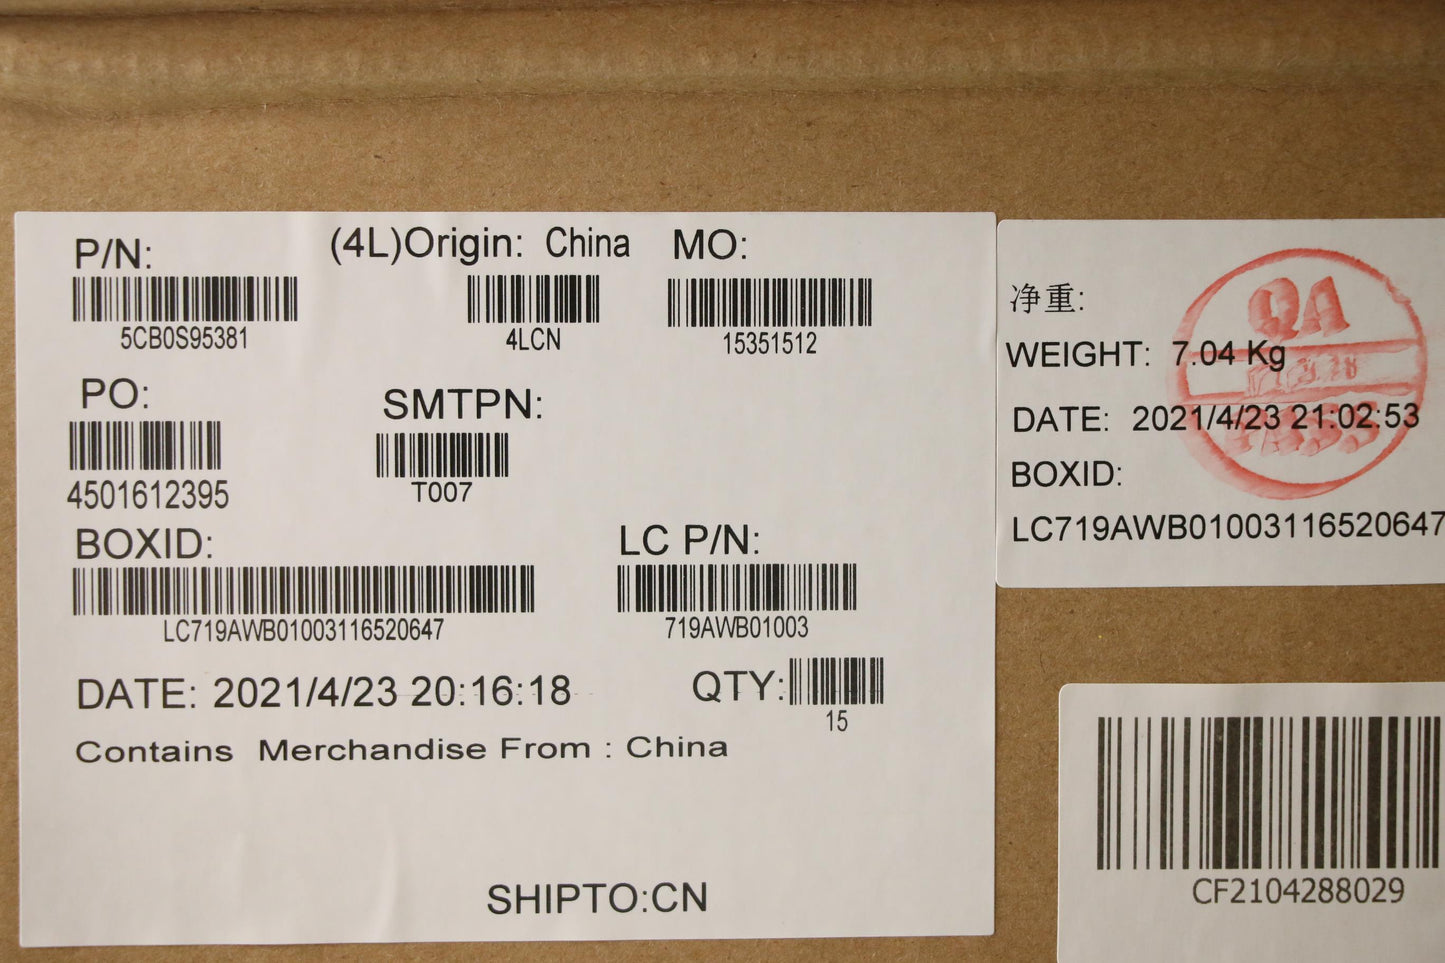 P/N:
5CB0S95381
(4L)Origin: China
4LCN
MO:
15351512
PO:
4501612395
SMTPN:
T007
BOXID:
LC719AWB01003116520647
LC P/N:
719AWB01003
DATE: 2021/4/23 20:16:18
QTY:
15
Contains Merchandise From : China
SHIPTO:CN
净重:
WEIGHT: 7.04 Kg
DATE: 2021/4/23 21:02:53
BOXID:
LC719AWB01003116520647
QA
CF2104288029